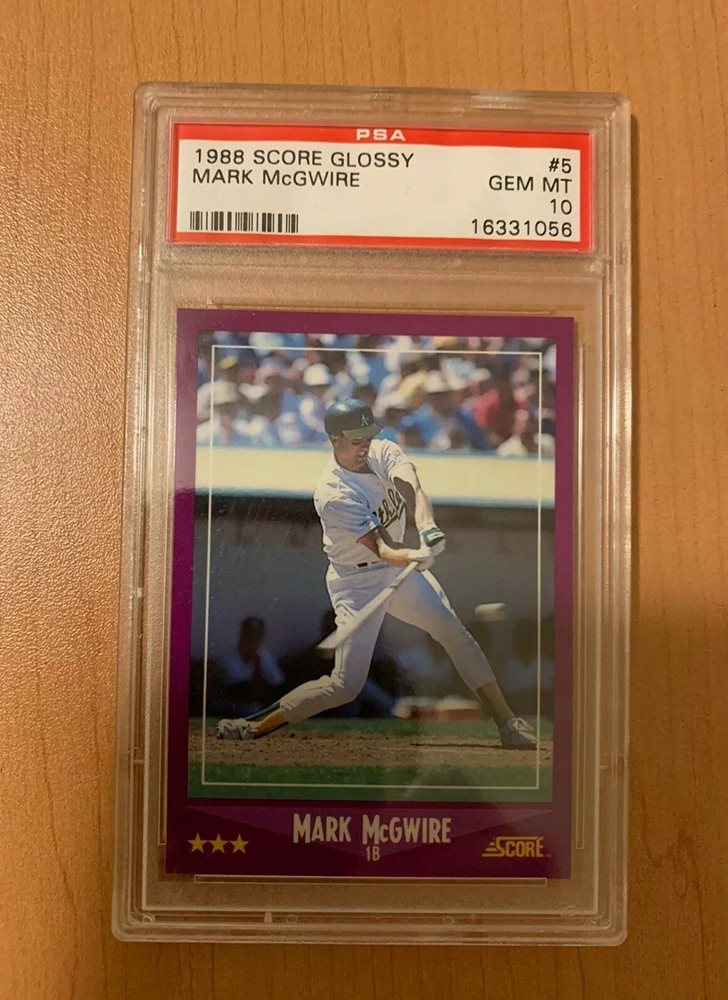 PSA
1988 SCORE GLOSSY #5
MARK McGWIRE GEM MT
10
16331056
A's
MARK McGWIRE
1B
SCORE